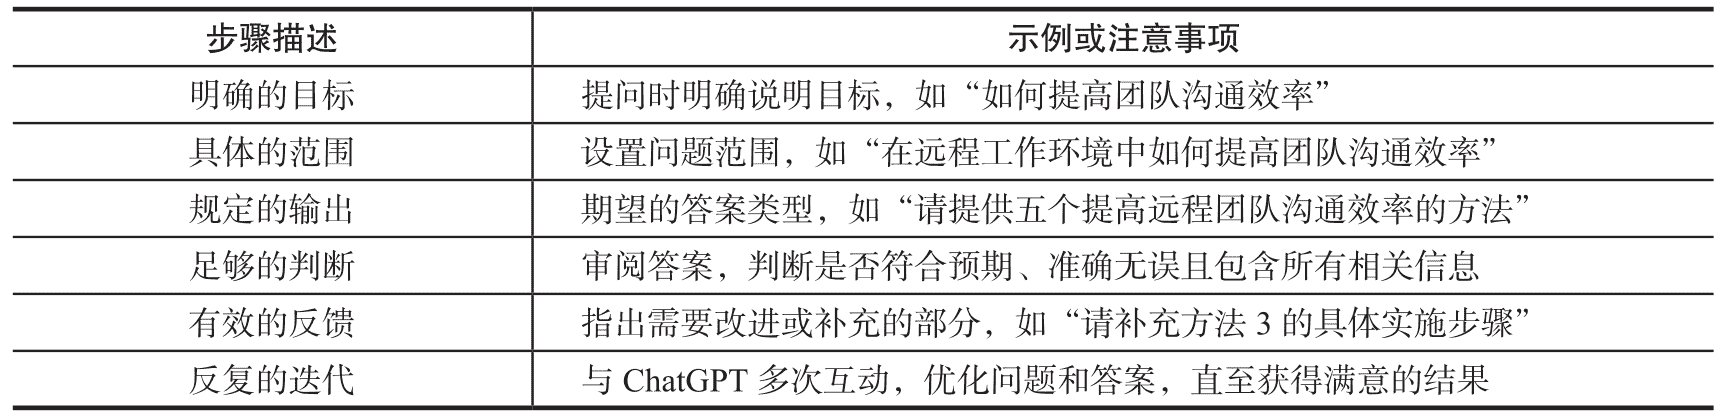 步骤描述 示例或注意事项
明确的目标 提问时明确说明目标，如“如何提高团队沟通效率”
具体的范围 设置问题范围，如“在远程工作环境中如何提高团队沟通效率”
规定的输出 期望的答案类型，如“请提供五个提高远程团队沟通效率的方法”
足够的判断 审阅答案，判断是否符合预期、准确无误且包含所有相关信息
有效的反馈 指出需要改进或补充的部分，如“请补充方法 3 的具体实施步骤”
反复的迭代 与 ChatGPT 多次互动，优化问题和答案，直至获得满意的结果